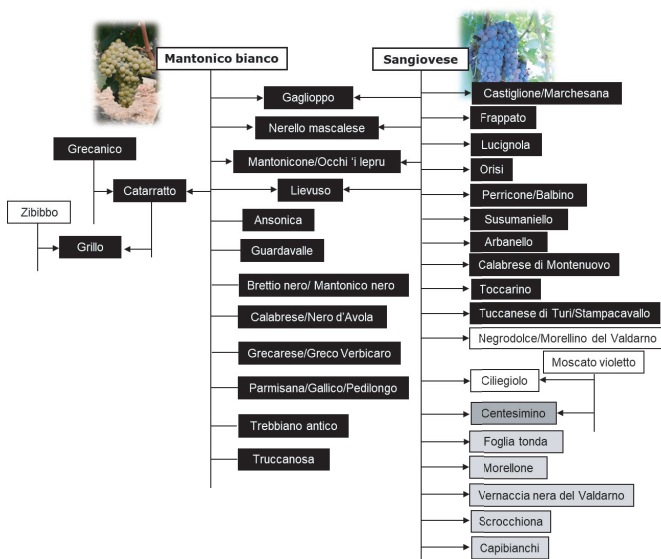 Mantonico bianco
Sangiovese
Gaglioppo
Nerello mascalese
Mantonicone/Occhi 'i lepru
Lievuso
Grecanico
Catarratto
Zibibbo
Grillo
Ansonica
Guardavalle
Brettio nero/ Mantonico nero
Calabrese/Nero d'Avola
Grecarese/Greco Verbicaro
Parmisana/Gallico/Pedilongo
Trebbiano antico
Truccanosa
Castiglione/Marchesana
Frappato
Lucignola
Orisi
Perricone/Balbino
Susumaniello
Arbanello
Calabrese di Montenuovo
Toccarino
Tuccanese di Turi/Stampacavallo
Negrodolce/Morellino del Valdarno
Moscato violetto
Ciliegiolo
Centesimino
Foglia tonda
Morellone
Vernaccia nera del Valdarno
Scrocchiona
Capibianchi